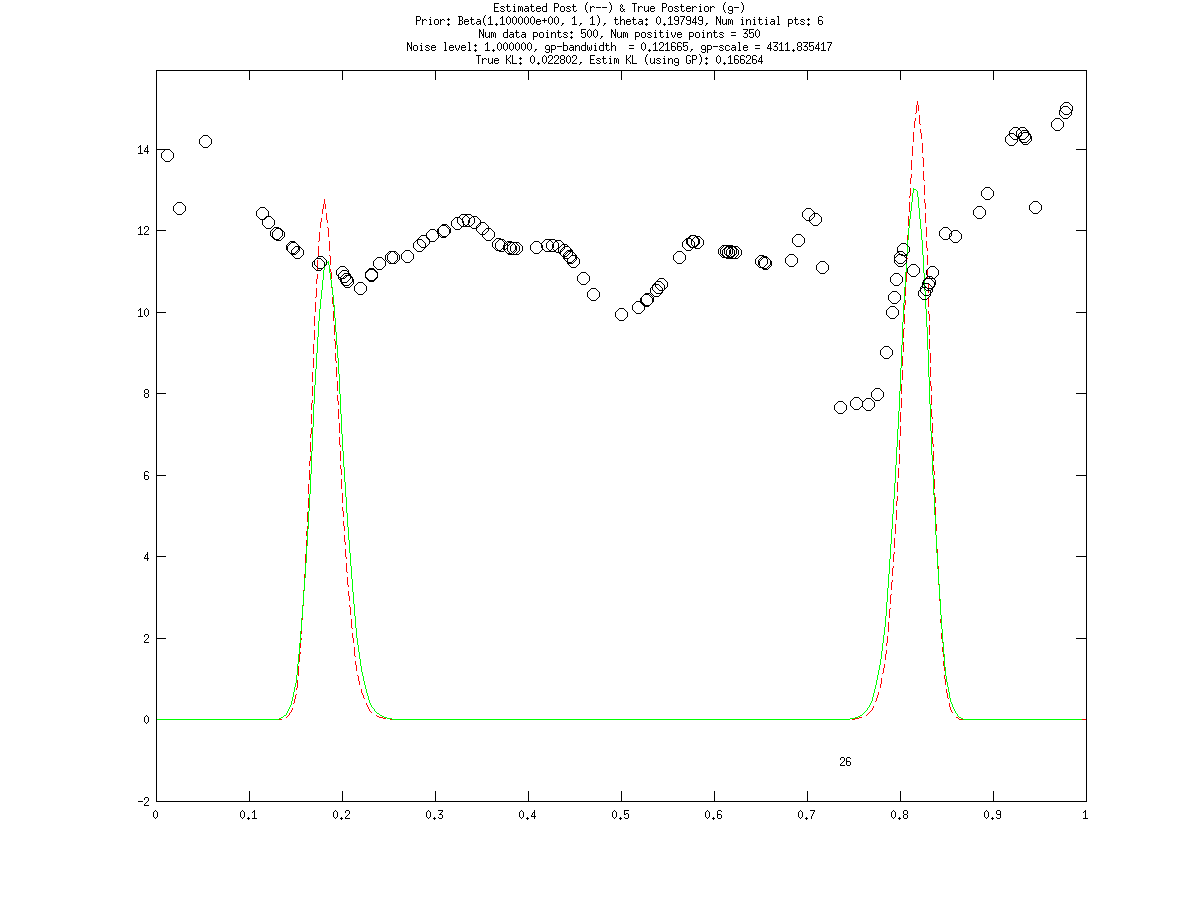 Estimated Post (r--) & True Posterior (g-)
Prior: Beta(1.100000e+00, 1, 1), theta: 0.197949, Num initial pts: 6
Num data points: 500, Num positive points = 350
Noise level: 1.000000, gp-bandwidth  = 0.121665, gp-scale = 4311.835417
True KL: 0.022802, Estim KL (using GP): 0.166264
14
12
10
8
6
4
2
0
26
-2
0 0.1 0.2 0.3 0.4 0.5 0.6 0.7 0.8 0.9 1